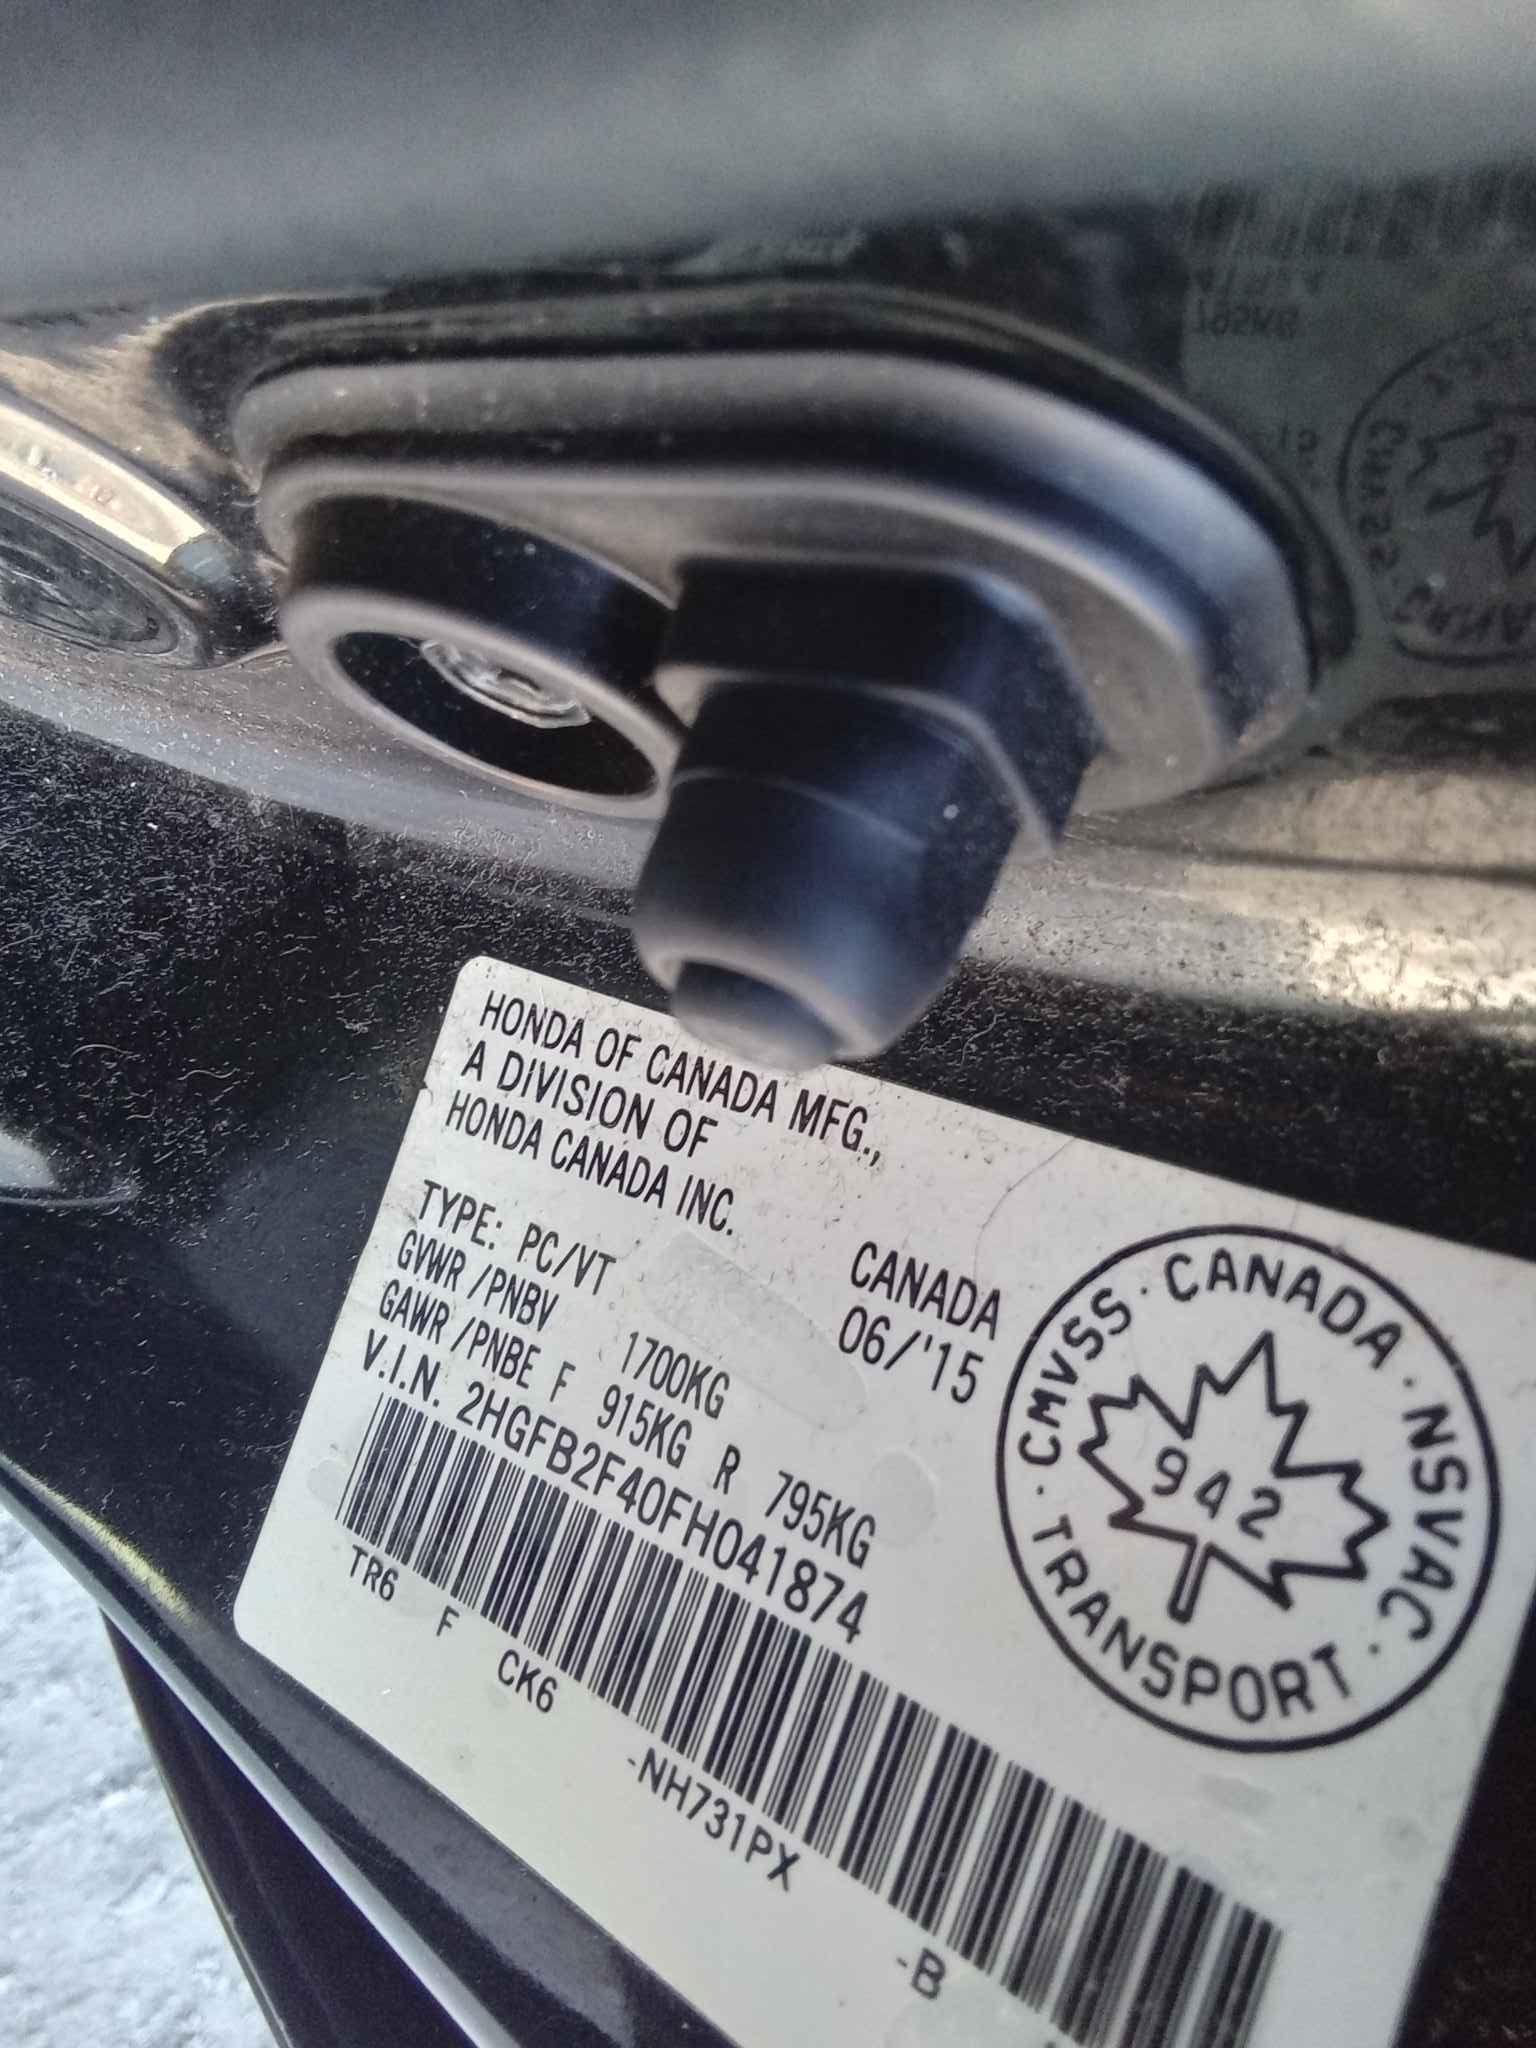 HONDA OF CANADA MFG.,
A DIVISION OF
HONDA CANADA INC.
CANADA
06/'15
TYPE: PC/VT
GVWR /PNBV 1700KG
GAWR /PNBE F 915KG R 795KG
V.I.N. 2HGFB2F40FH041874
TR6 F CK6 -NH731PX -B
CMVSS · CANADA · NSVAC · TRANSPORT ·
942